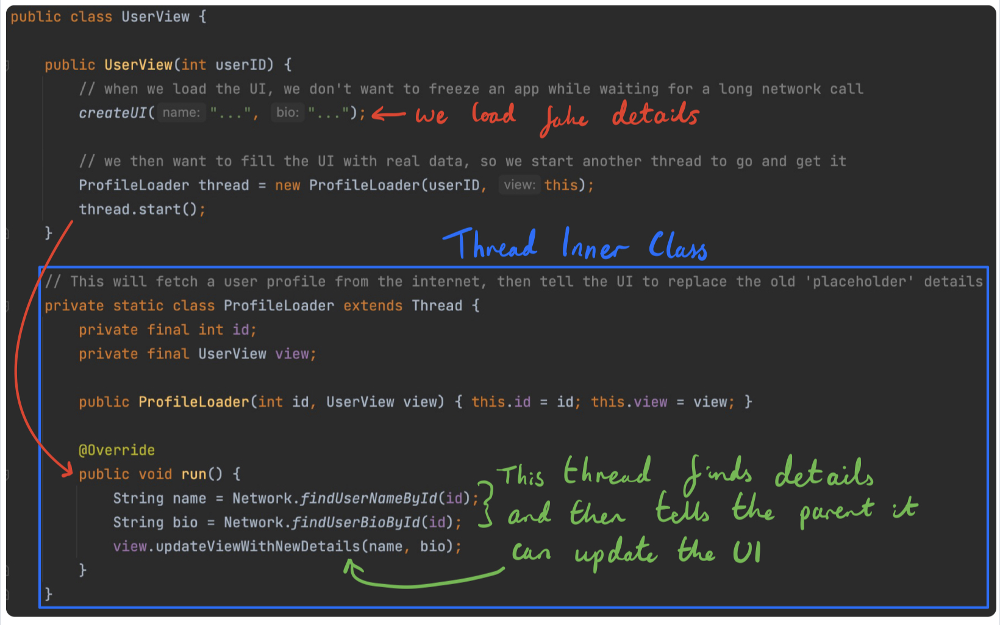 public class UserView {
public UserView(int userID) {
// when we load the UI, we don't want to freeze an app while waiting for a long network call
createUI( name: "...", bio: "...");
we load fake details
// we then want to fill the UI with real data, so we start another thread to go and get it
ProfileLoader thread = new ProfileLoader(userID, view: this);
thread.start();
}
Thread Inner Class
// This will fetch a user profile from the internet, then tell the UI to replace the old 'placeholder' details
private static class ProfileLoader extends Thread {
private final int id;
private final UserView view;
public ProfileLoader(int id, UserView view) { this.id = id; this.view = view; }
@Override
public void run() {
String name = Network.findUserNameById(id);
String bio = Network.findUserBioById(id);
view.updateViewWithNewDetails(name, bio);
}
}
This thread finds details
and then tells the parent it
can update the UI